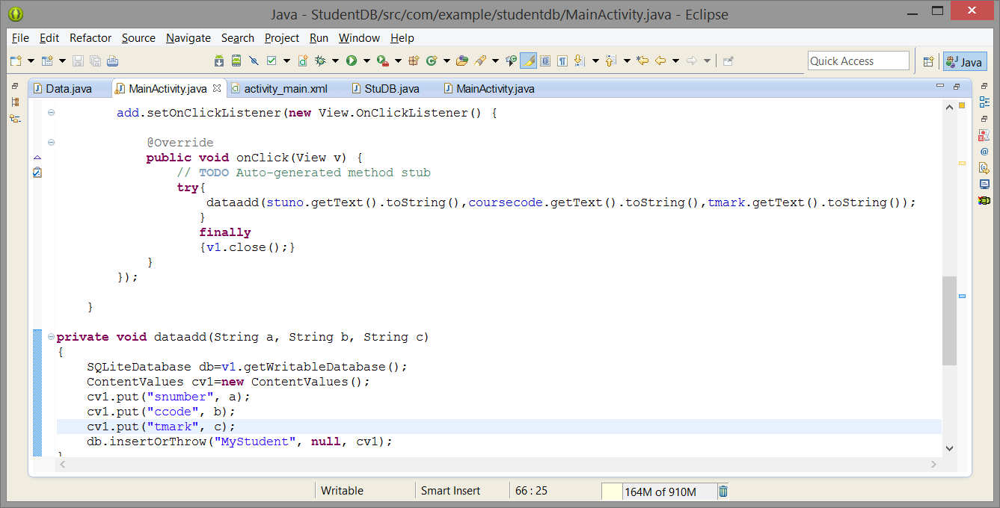 Java - StudentDB/src/com/example/studentdb/MainActivity.java - Eclipse
File Edit Refactor Source Navigate Search Project Run Window Help
Quick Access
Java
Data.java MainActivity.java activity_main.xml StuDB.java MainActivity.java
add.setOnClickListener(new View.OnClickListener() {
@Override
public void onClick(View v) {
// TODO Auto-generated method stub
try{
dataadd(stuno.getText().toString(),coursecode.getText().toString(),tmark.getText().toString());
}
finally
{v1.close();}
}
});
}
private void dataadd(String a, String b, String c)
{
SQLiteDatabase db=v1.getWritableDatabase();
ContentValues cv1=new ContentValues();
cv1.put("snumber", a);
cv1.put("ccode", b);
cv1.put("tmark", c);
db.insertOrThrow("MyStudent", null, cv1);
}
Writable Smart Insert 66 : 25 164M of 910M